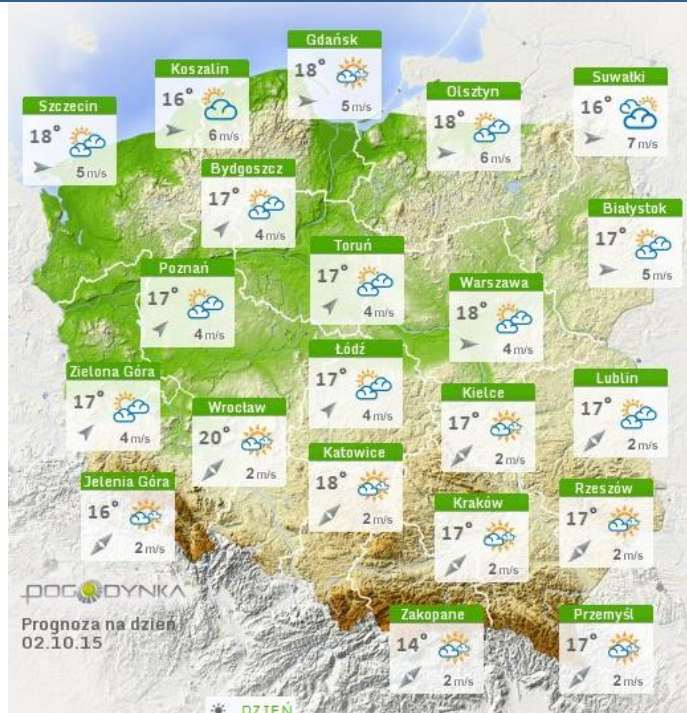 Gdańsk
18°
5 m/s
Koszalin
16°
6 m/s
Suwałki
16°
7 m/s
Olsztyn
18°
6 m/s
Szczecin
18°
5 m/s
Bydgoszcz
17°
4 m/s
Białystok
17°
5 m/s
Toruń
17°
4 m/s
Poznań
17°
4 m/s
Warszawa
18°
4 m/s
Łódź
17°
4 m/s
Zielona Góra
17°
4 m/s
Lublin
17°
2 m/s
Kielce
17°
2 m/s
Wrocław
20°
2 m/s
Katowice
18°
2 m/s
Jelenia Góra
16°
2 m/s
Rzeszów
17°
2 m/s
Kraków
17°
2 m/s
POGODYNKA
Prognoza na dzień
02.10.15
Zakopane
14°
2 m/s
Przemyśl
17°
2 m/s
DZIEŃ